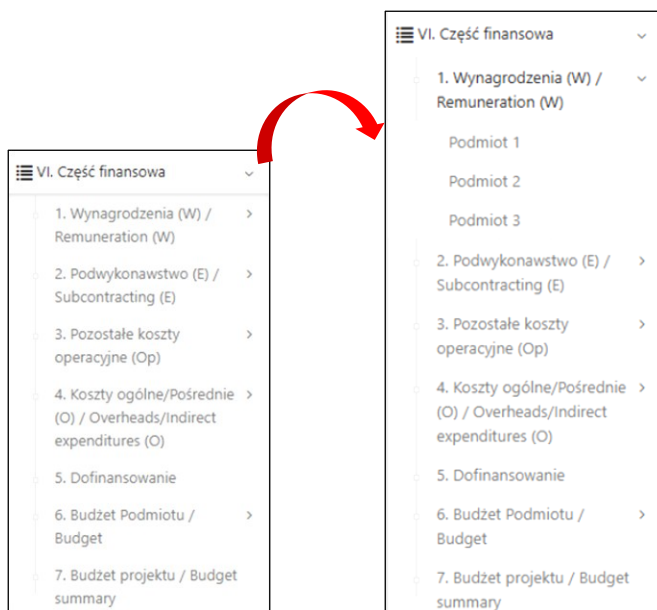 VI. Część finansowa
1. Wynagrodzenia (W) /
Remuneration (W)
2. Podwykonawstwo (E) /
Subcontracting (E)
3. Pozostałe koszty
operacyjne (Op)
4. Koszty ogólne/Pośrednie
(O) / Overheads/Indirect
expenditures (O)
5. Dofinansowanie
6. Budżet Podmiotu /
Budget
7. Budżet projektu / Budget
summary
VI. Część finansowa
1. Wynagrodzenia (W) /
Remuneration (W)
Podmiot 1
Podmiot 2
Podmiot 3
2. Podwykonawstwo (E) /
Subcontracting (E)
3. Pozostałe koszty
operacyjne (Op)
4. Koszty ogólne/Pośrednie
(O) / Overheads/Indirect
expenditures (O)
5. Dofinansowanie
6. Budżet Podmiotu /
Budget
7. Budżet projektu / Budget
summary